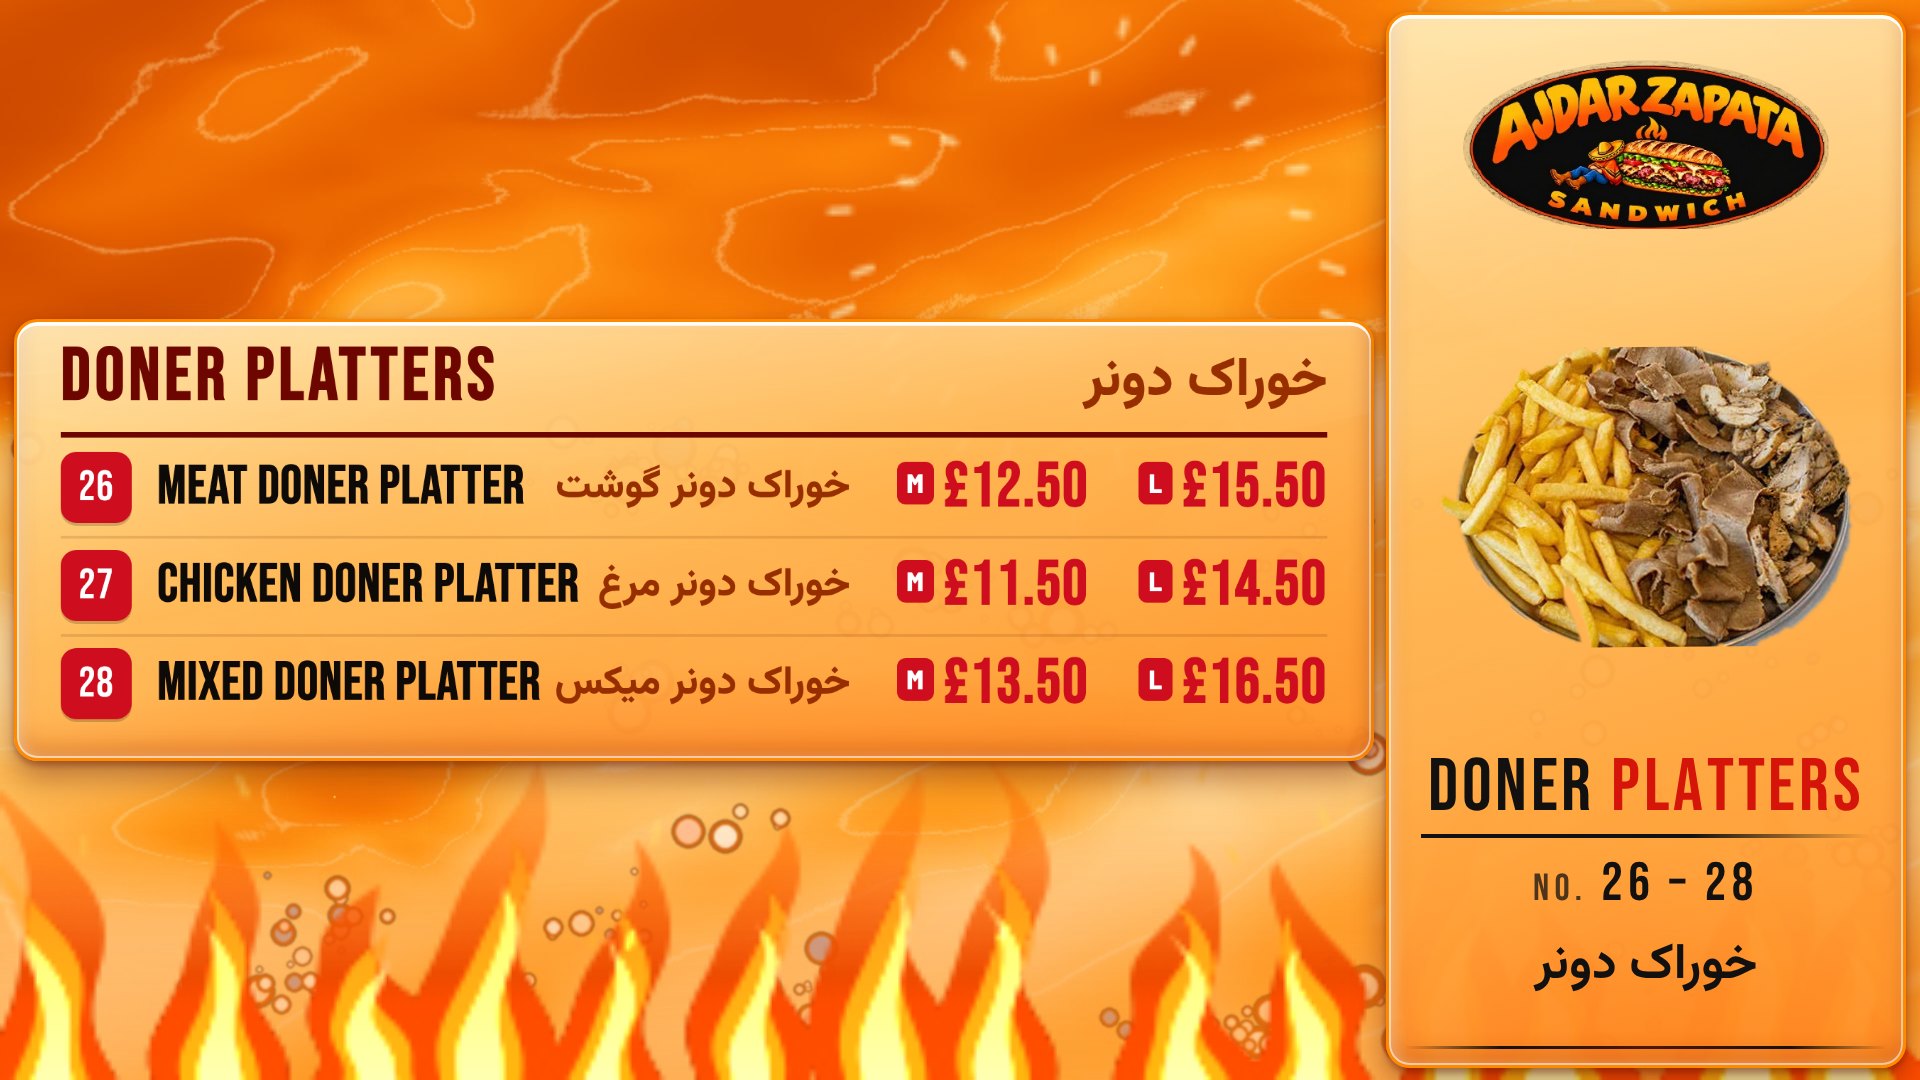 DONER PLATTERS خوراک دونر
26 MEAT DONER PLATTER خوراک دونر گوشت M £12.50 L £15.50
27 CHICKEN DONER PLATTER خوراک دونر مرغ M £11.50 L £14.50
28 MIXED DONER PLATTER خوراک دونر میکس M £13.50 L £16.50
AJDAR ZAPATA
SANDWICH
DONER PLATTERS
NO. 26 - 28
خوراک دونر